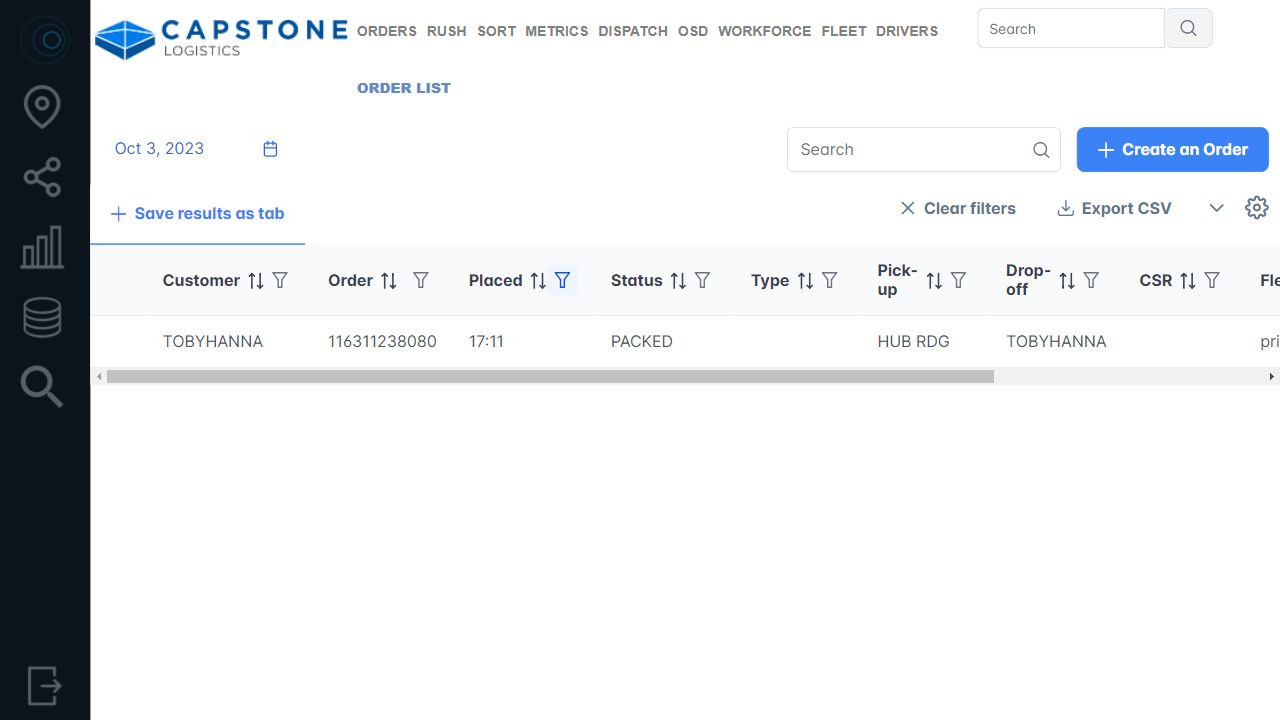 CAPSTONE
LOGISTICS
ORDERS RUSH SORT METRICS DISPATCH OSD WORKFORCE FLEET DRIVERS
Search
ORDER LIST
Oct 3, 2023
Search
Create an Order
Save results as tab
Clear filters
Export CSV
Customer Order Placed Status Type Pick-up Drop-off CSR Fle
TOBYHANNA 116311238080 17:11 PACKED HUB RDG TOBYHANNA pri